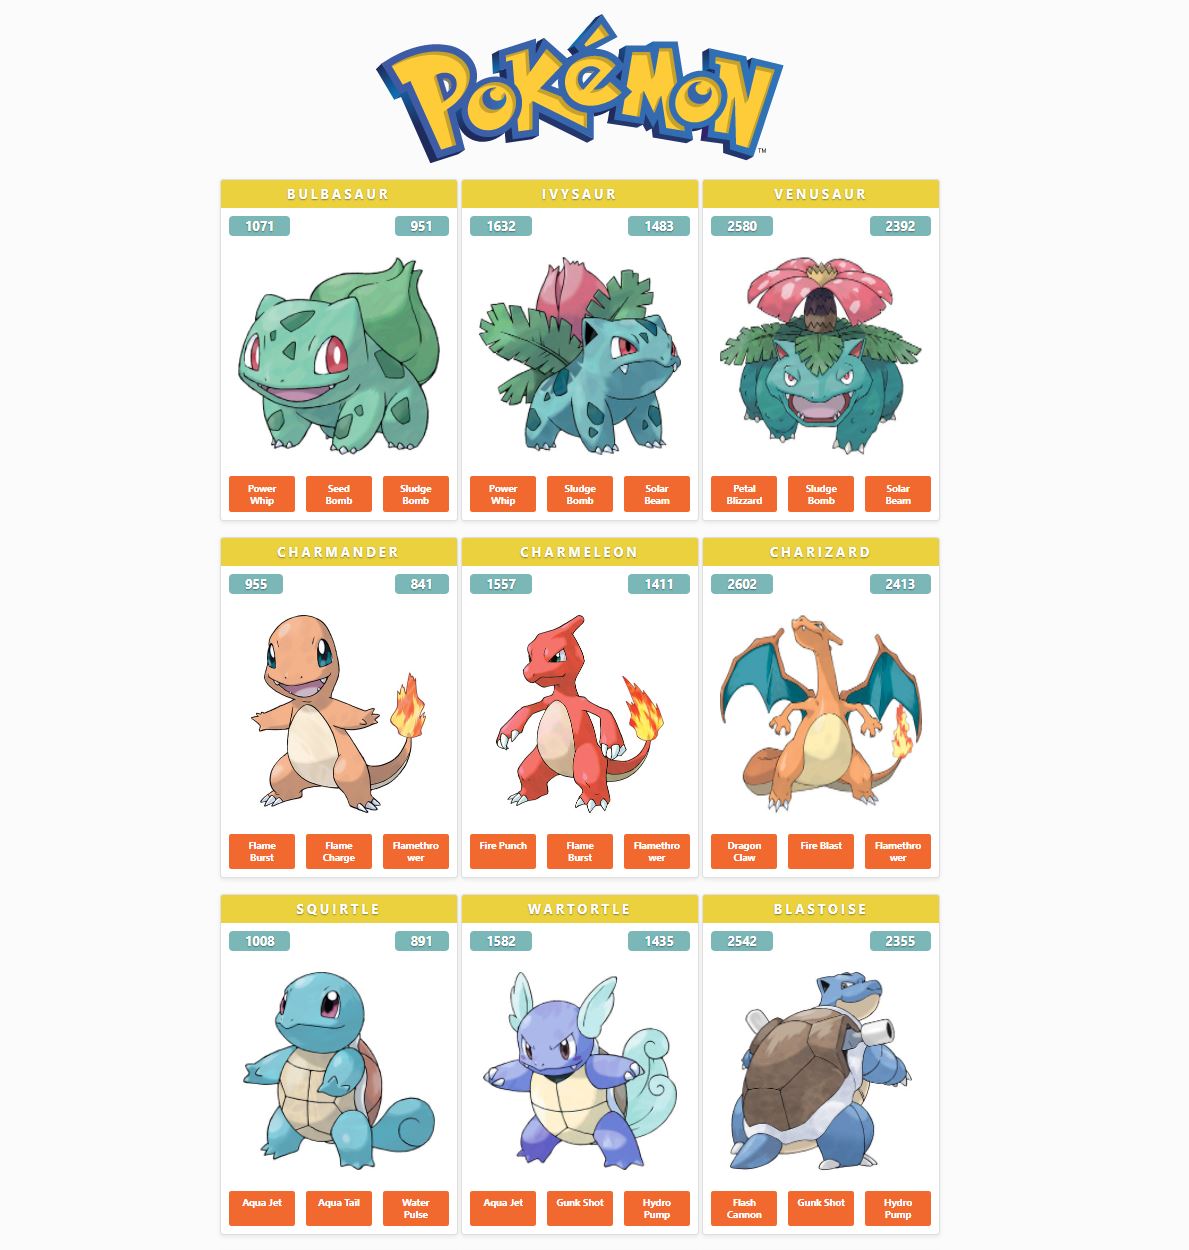 POKéMON
TM
BULBASAUR
1071 951
Power Whip
Seed Bomb
Sludge Bomb
IVYSAUR
1632 1483
Power Whip
Sludge Bomb
Solar Beam
VENUSAUR
2580 2392
Petal Blizzard
Sludge Bomb
Solar Beam
CHARMANDER
955 841
Flame Burst
Flame Charge
Flamethro
wer
CHARMELEON
1557 1411
Fire Punch
Flame Burst
Flamethro
wer
CHARIZARD
2602 2413
Dragon Claw
Fire Blast
Flamethro
wer
SQUIRTLE
1008 891
Aqua Jet
Aqua Tail
Water Pulse
WARTORTLE
1582 1435
Aqua Jet
Gunk Shot
Hydro Pump
BLASTOISE
2542 2355
Flash Cannon
Gunk Shot
Hydro Pump